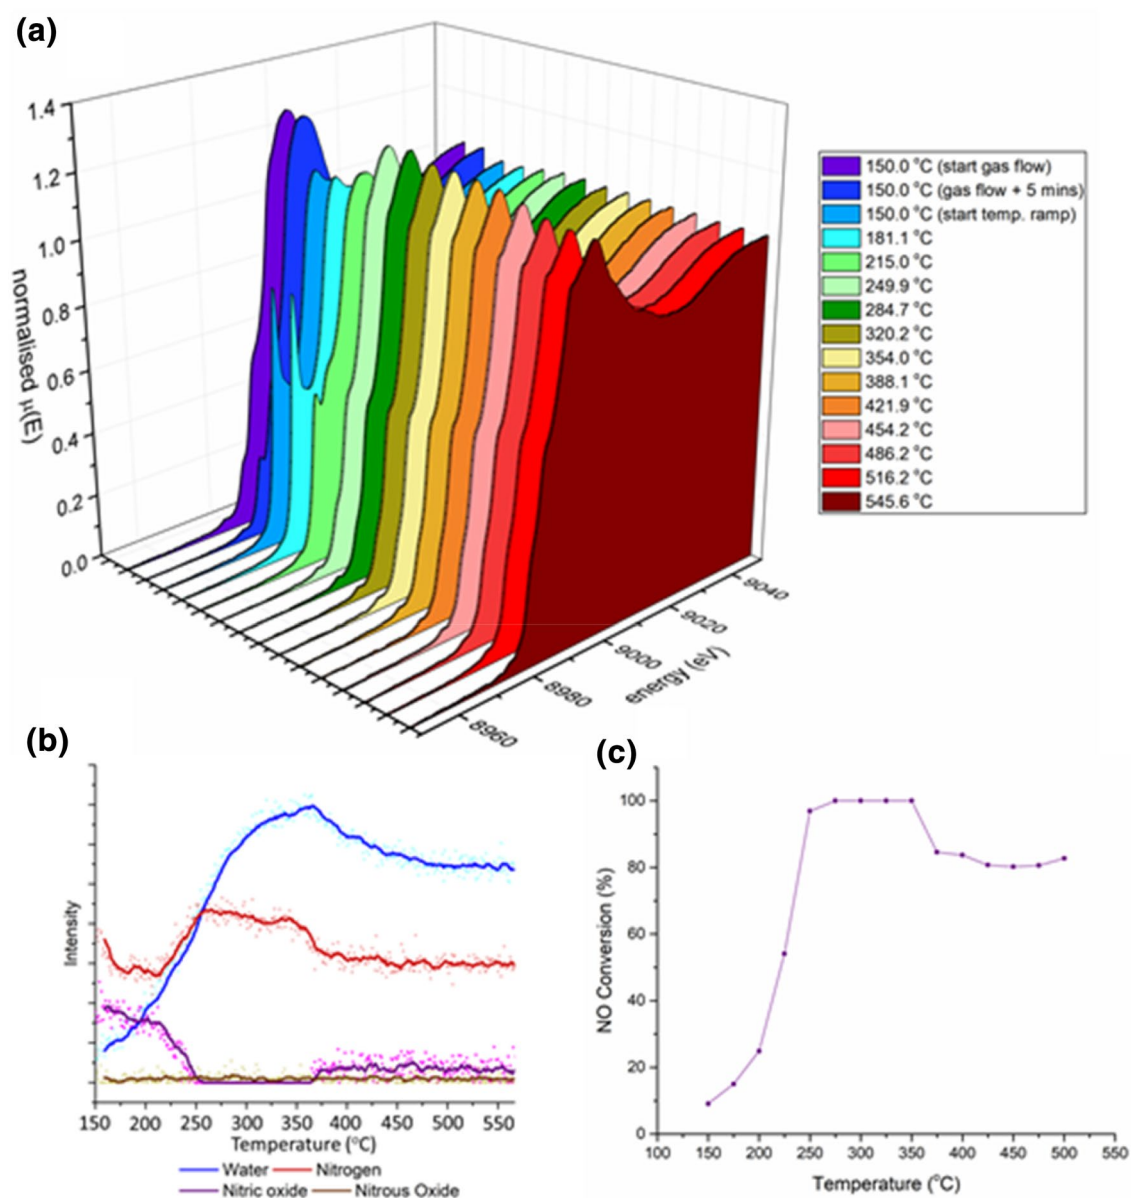 (a)
1.4
1.2
1.0
0.8
0.6
0.4
0.2
0.0
normalised μ(E)
8960
8980
9000
9020
9040
energy (eV)
150.0 °C (start gas flow)
150.0 °C (gas flow + 5 mins)
150.0 °C (start temp. ramp)
181.1 °C
215.0 °C
249.9 °C
284.7 °C
320.2 °C
354.0 °C
388.1 °C
421.9 °C
454.2 °C
486.2 °C
516.2 °C
545.6 °C
(b)
Intensity
150 200 250 300 350 400 450 500 550
Temperature (°C)
Water Nitrogen
Nitric oxide Nitrous Oxide
(c)
NO Conversion (%)
100
80
60
40
20
0
100 150 200 250 300 350 400 450 500 550
Temperature (°C)